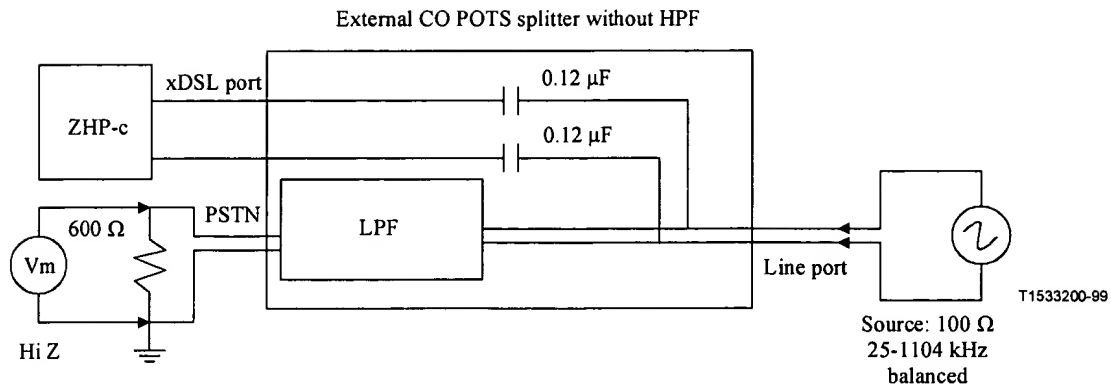 External CO POTS splitter without HPF
xDSL port
0.12 µF
ZHP-c
0.12 µF
PSTN
600 Ω
LPF
Vm
Line port
T1533200-99
Hi Z
Source: 100 Ω
25-1104 kHz
balanced